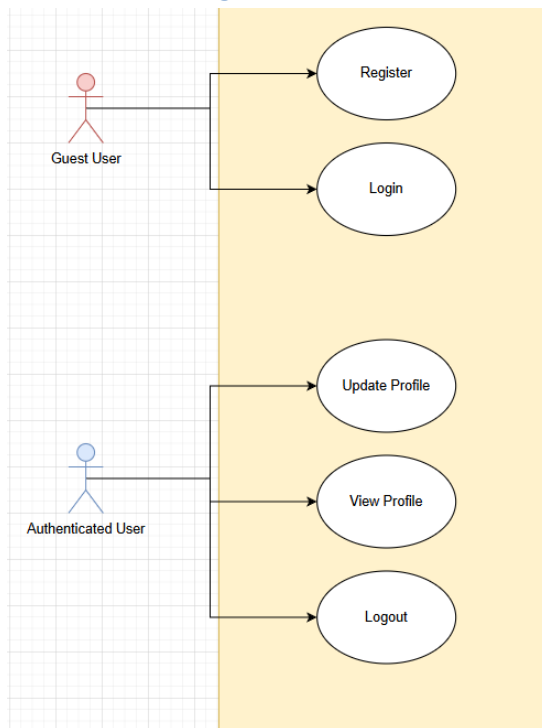 Register
Guest User
Login
Update Profile
View Profile
Authenticated User
Logout